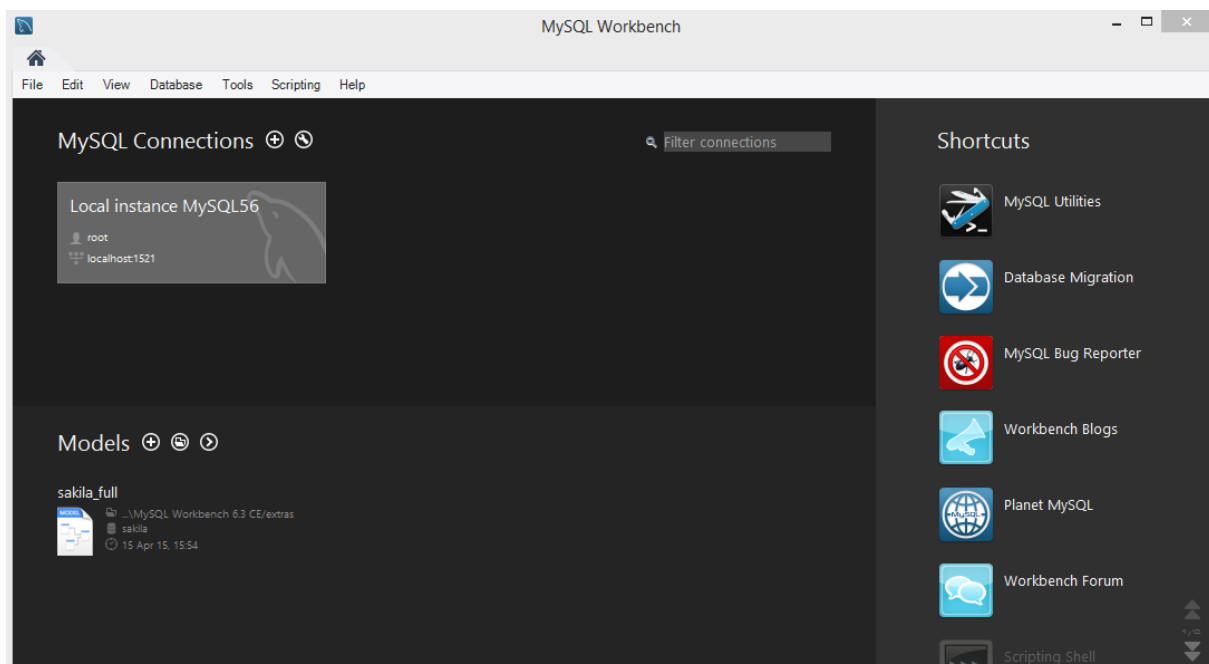 MySQL Workbench
File Edit View Database Tools Scripting Help
MySQL Connections
Filter connections
Local instance MySQL56
root
localhost:1521
Models
sakila_full
...\MySQL Workbench 6.3 CE/extras
sakila
15 Apr 15, 15:54
Shortcuts
MySQL Utilities
Database Migration
MySQL Bug Reporter
Workbench Blogs
MySQL
Planet MySQL
Workbench Forum
Scripting Shell